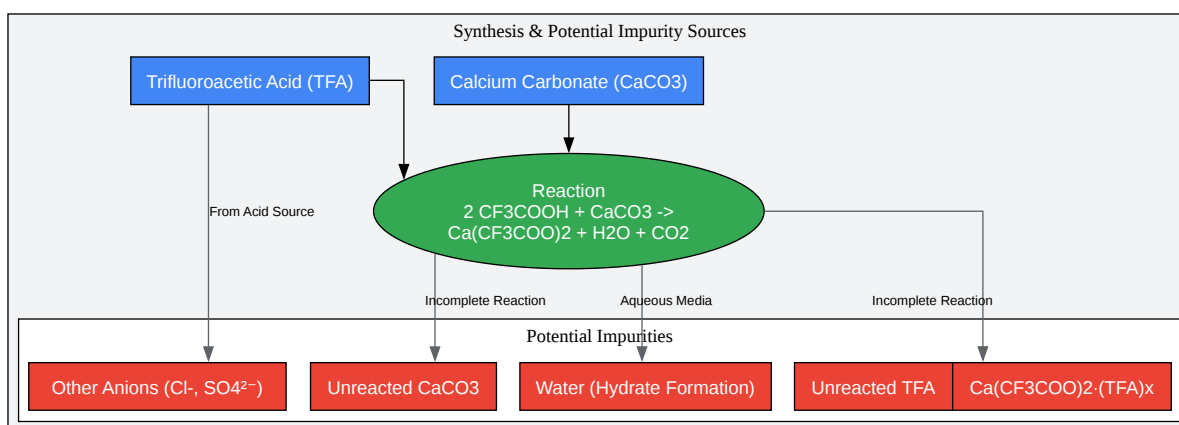 Synthesis & Potential Impurity Sources
Trifluoroacetic Acid (TFA)
Calcium Carbonate (CaCO3)
Reaction
2 CF3COOH + CaCO3 ->
Ca(CF3COO)2 + H2O + CO2
From Acid Source
Incomplete Reaction
Aqueous Media
Incomplete Reaction
Potential Impurities
Other Anions (Cl-, SO4²⁻)
Unreacted CaCO3
Water (Hydrate Formation)
Unreacted TFA
Ca(CF3COO)2·(TFA)x